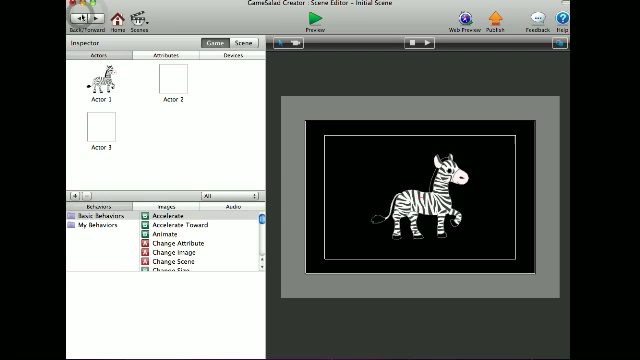 GameSalad Creator : Scene Editor - Initial Scene
Back/Forward Home Scenes Preview Web Preview Publish Feedback Help
Inspector Game Scene
Actors Attributes Devices
Actor 1 Actor 2
Actor 3
+ - All
Behaviors Images Audio
Basic Behaviors
My Behaviors
Accelerate
Accelerate Toward
Animate
Change Attribute
Change Image
Change Scene
Change Size